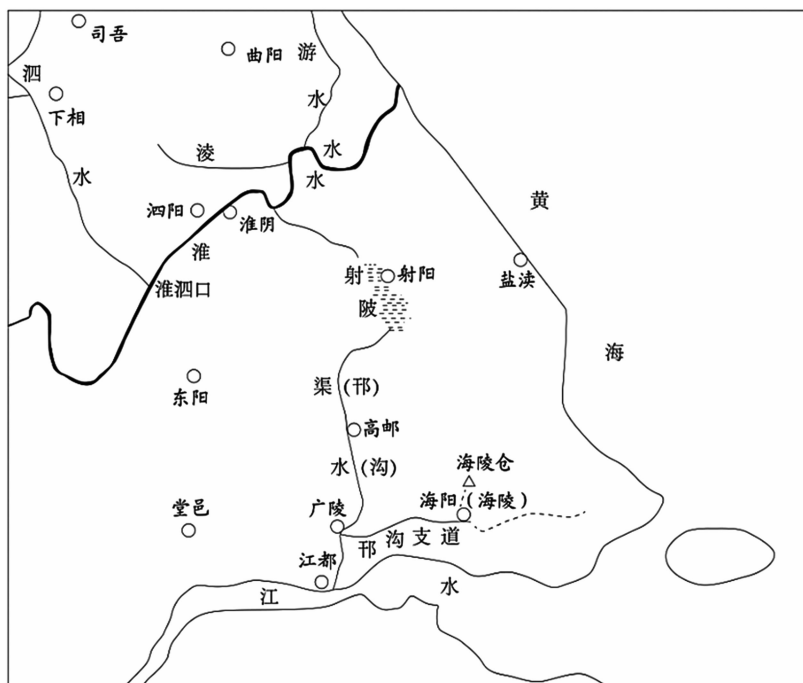 司吾
曲阳
游水
泗水
下相
淩水
水
泗阳
淮阴
淮
淮泗口
黄海
盐渎
射陂
射阳
东阳
渠(邗)
高邮
水(沟)
海陵仓
海阳(海陵)
堂邑
广陵
邗沟支道
江都
江水